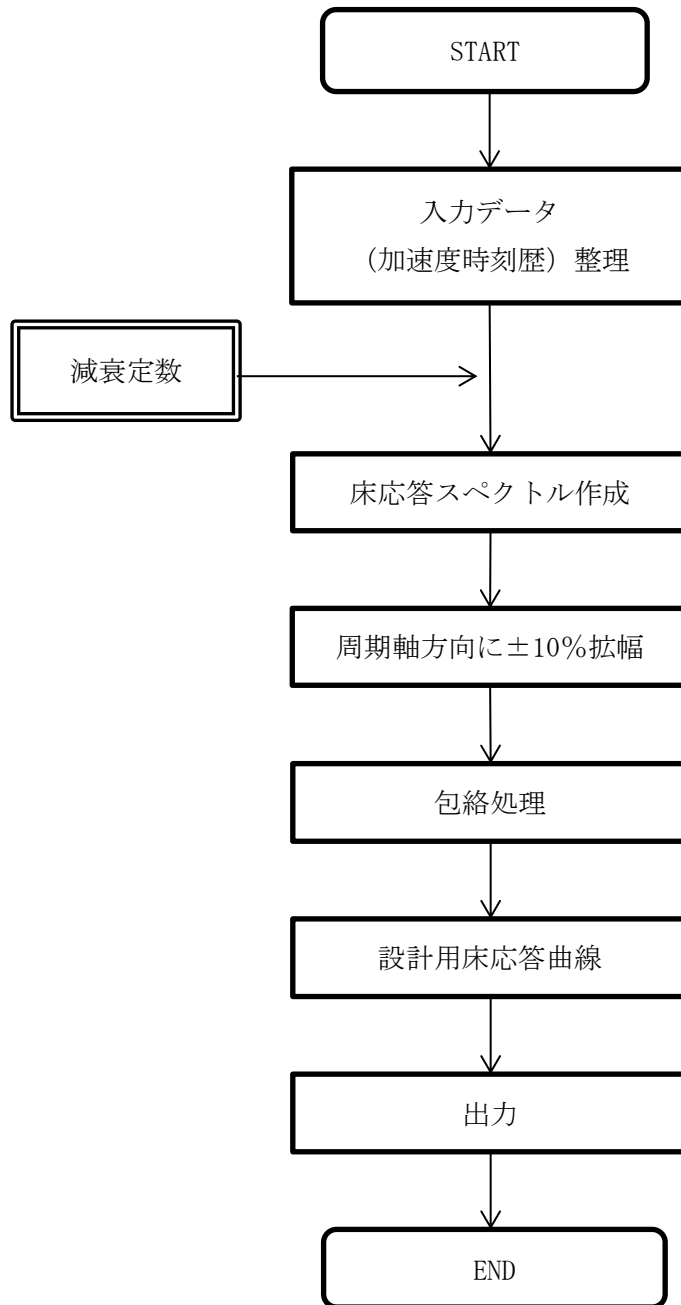 START
入力データ
(加速度時刻歴) 整理
減衰定数
床応答スペクトル作成
周期軸方向に±10%拡幅
包絡処理
設計用床応答曲線
出力
END